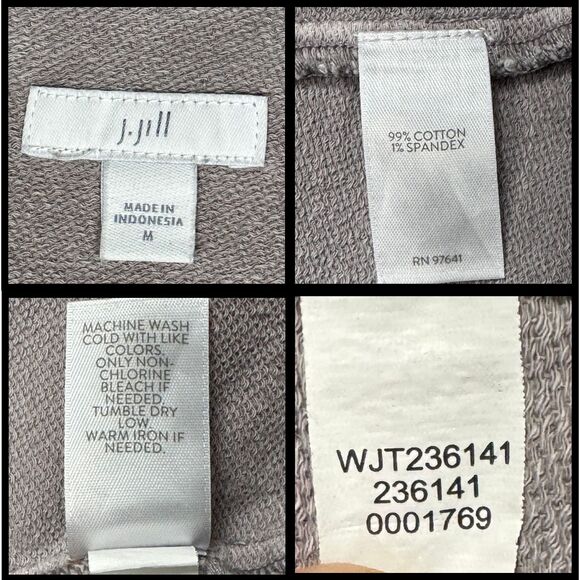 J.Jill
MADE IN
INDONESIA
M
99% COTTON
1% SPANDEX
RN 97641
MACHINE WASH
COLD WITH LIKE
COLORS.
ONLY NON-
CHLORINE
BLEACH IF
NEEDED.
TUMBLE DRY
LOW.
WARM IRON IF
NEEDED.
WJT236141
236141
0001769